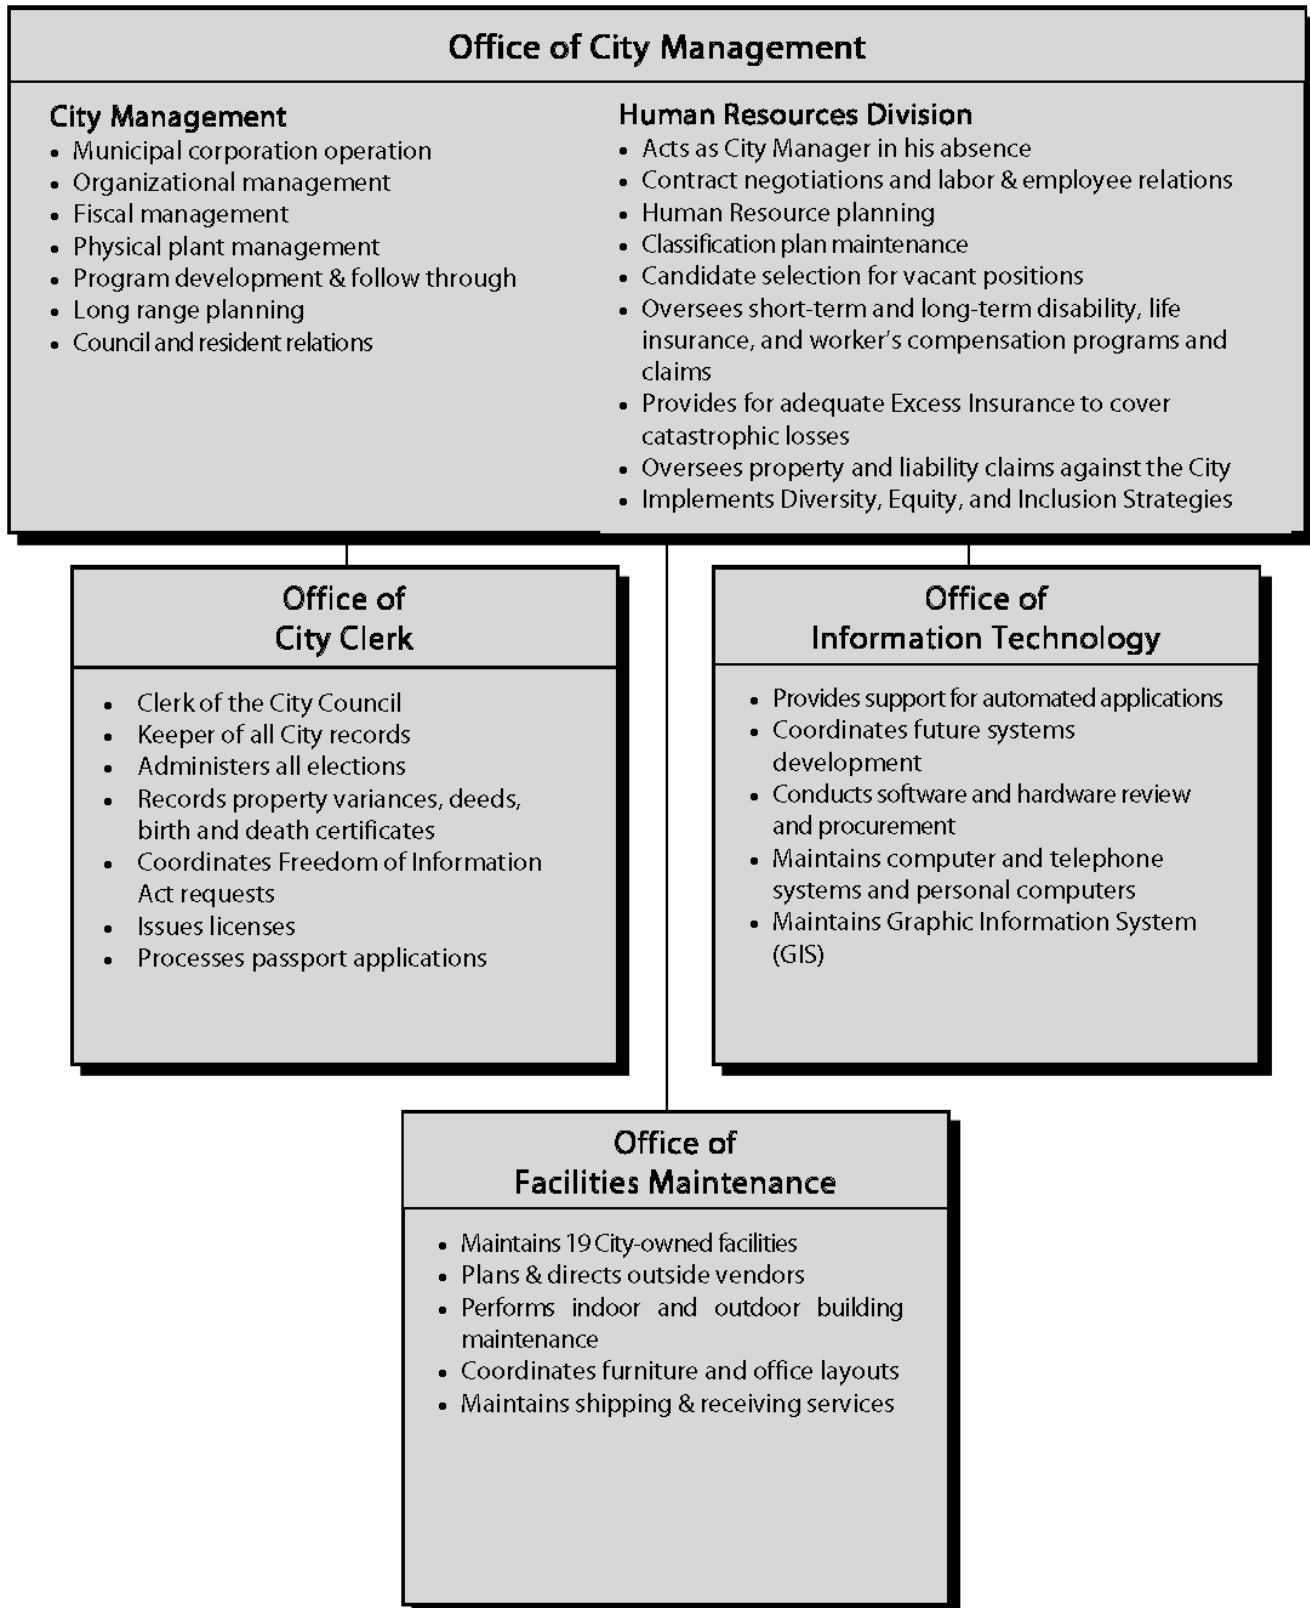 Office of City Management
City Management
• Municipal corporation operation
• Organizational management
• Fiscal management
• Physical plant management
• Program development & follow through
• Long range planning
• Council and resident relations
Human Resources Division
• Acts as City Manager in his absence
• Contract negotiations and labor & employee relations
• Human Resource planning
• Classification plan maintenance
• Candidate selection for vacant positions
• Oversees short-term and long-term disability, life
insurance, and worker's compensation programs and
claims
• Provides for adequate Excess Insurance to cover
catastrophic losses
• Oversees property and liability claims against the City
• Implements Diversity, Equity, and Inclusion Strategies
Office of
City Clerk
• Clerk of the City Council
• Keeper of all City records
• Administers all elections
• Records property variances, deeds,
birth and death certificates
• Coordinates Freedom of Information
Act requests
• Issues licenses
• Processes passport applications
Office of
Information Technology
• Provides support for automated applications
• Coordinates future systems
development
• Conducts software and hardware review
and procurement
• Maintains computer and telephone
systems and personal computers
• Maintains Graphic Information System
(GIS)
Office of
Facilities Maintenance
• Maintains 19 City-owned facilities
• Plans & directs outside vendors
• Performs indoor and outdoor building
maintenance
• Coordinates furniture and office layouts
• Maintains shipping & receiving services